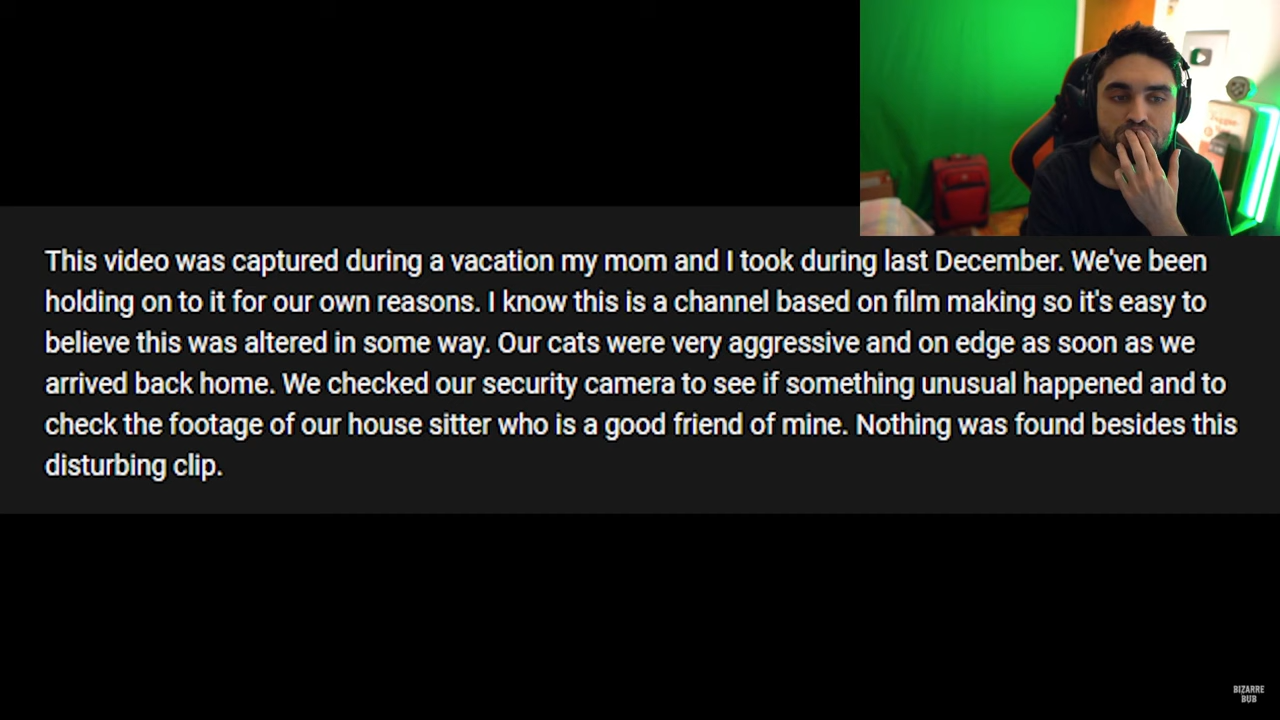 This video was captured during a vacation my mom and I took during last December. We've been
holding on to it for our own reasons. I know this is a channel based on film making so it's easy to
believe this was altered in some way. Our cats were very aggressive and on edge as soon as we
arrived back home. We checked our security camera to see if something unusual happened and to
check the footage of our house sitter who is a good friend of mine. Nothing was found besides this
disturbing clip.
BIZARRE
BUB